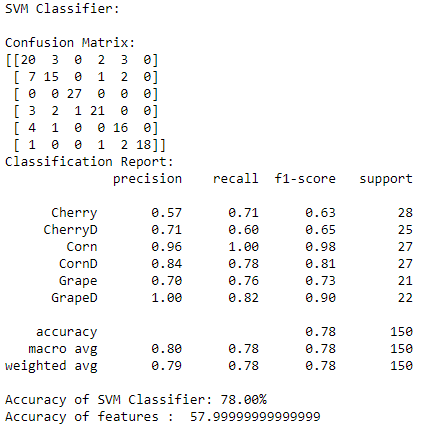 SVM Classifier:
Confusion Matrix:
[[20 3 0 2 3 0]
[ 7 15 0 1 2 0]
[ 0 0 27 0 0 0]
[ 3 2 1 21 0 0]
[ 4 1 0 0 16 0]
[ 1 0 0 1 2 18]]
Classification Report:
precision recall f1-score support
Cherry 0.57 0.71 0.63 28
CherryD 0.71 0.60 0.65 25
Corn 0.96 1.00 0.98 27
CornD 0.84 0.78 0.81 27
Grape 0.70 0.76 0.73 21
GrapeD 1.00 0.82 0.90 22
accuracy 0.78 150
macro avg 0.80 0.78 0.78 150
weighted avg 0.79 0.78 0.78 150
Accuracy of SVM Classifier: 78.00%
Accuracy of features : 57.99999999999999